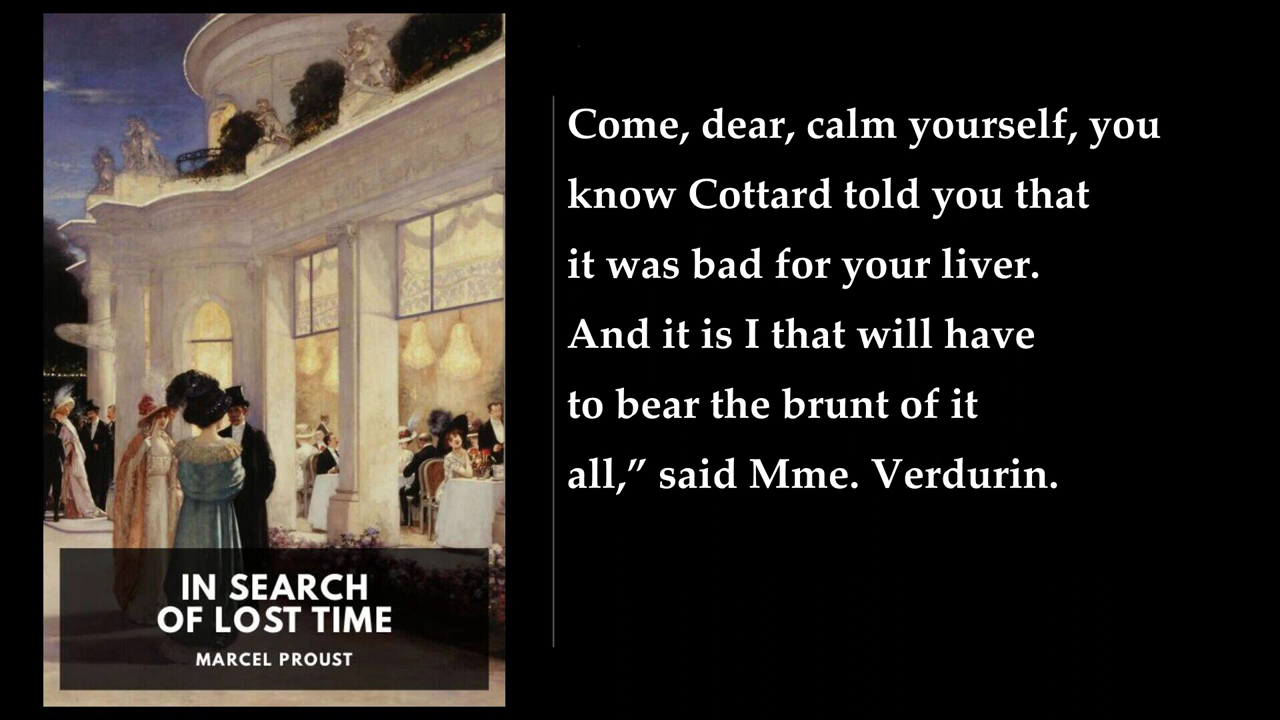 IN SEARCH
OF LOST TIME
MARCEL PROUST
Come, dear, calm yourself, you
know Cottard told you that
it was bad for your liver.
And it is I that will have
to bear the brunt of it
all,” said Mme. Verdurin.